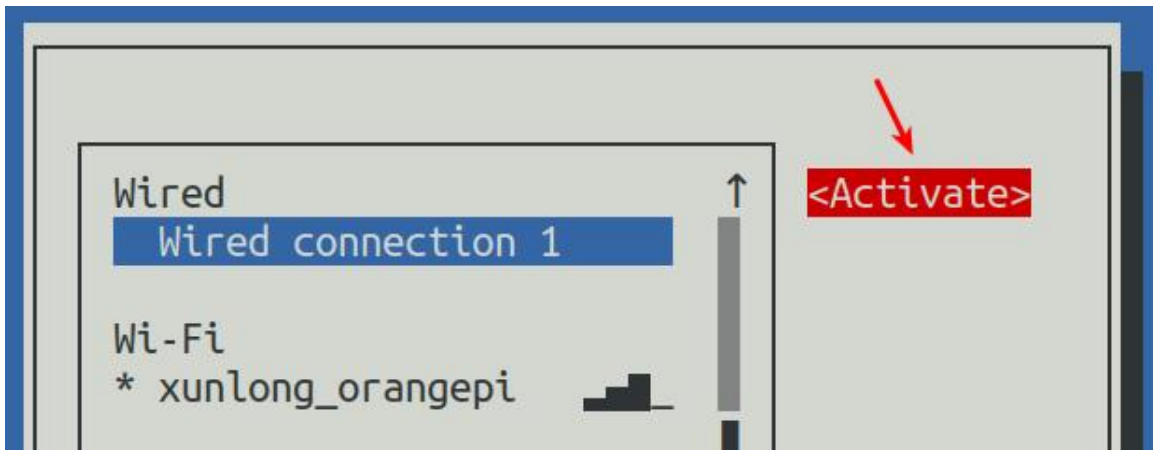 Wired
<Activate>
Wired connection 1
Wi-Fi
* xunlong_orangepi